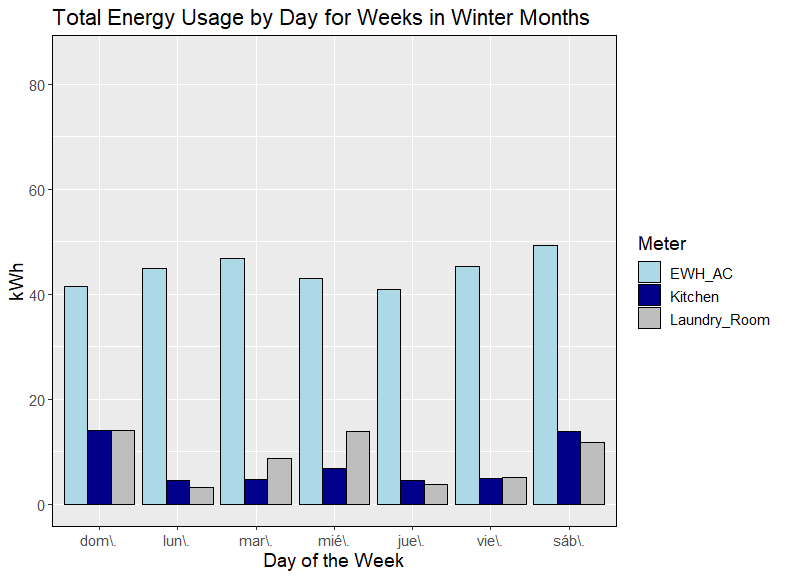 Total Energy Usage by Day for Weeks in Winter Months
kWh
80
60
40
20
0
dom\. lun\. mar\. mié\. jue\. vie\. sáb\.
Day of the Week
Meter
EWH_AC
Kitchen
Laundry_Room